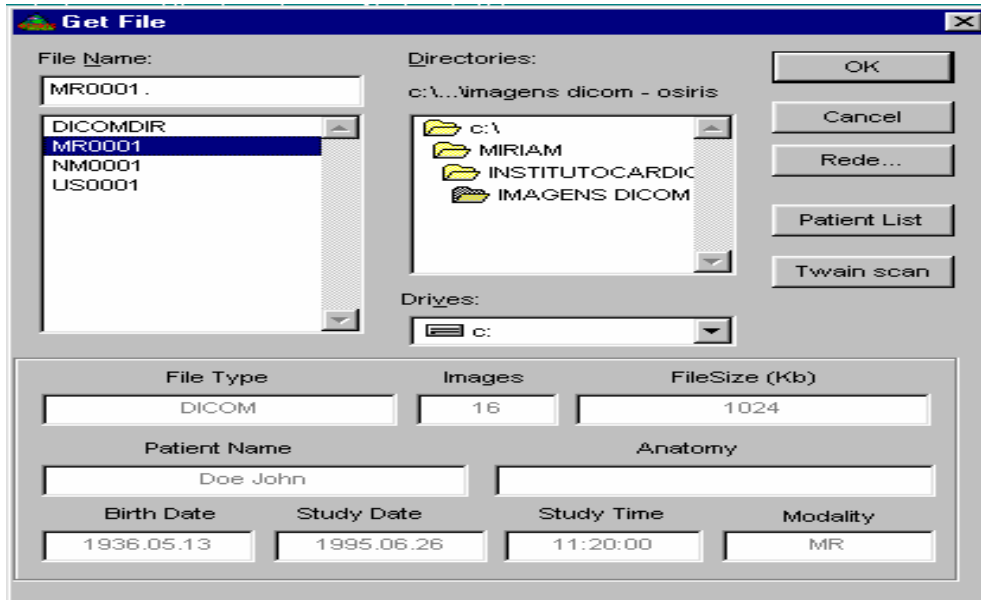 Get File
File Name:
MR0001.
DICOMDIR
MR0001
NM0001
US0001
Directories:
c:\...\imagens dicom - osiris
c:\
MIRIAM
INSTITUTOCARDIC
IMAGENS DICOM
Drives:
c:
OK
Cancel
Rede...
Patient List
Twain scan
File Type Images FileSize (Kb)
DICOM 16 1024
Patient Name Anatomy
Doe John
Birth Date Study Date Study Time Modality
1936.05.13 1995.06.26 11:20:00 MR